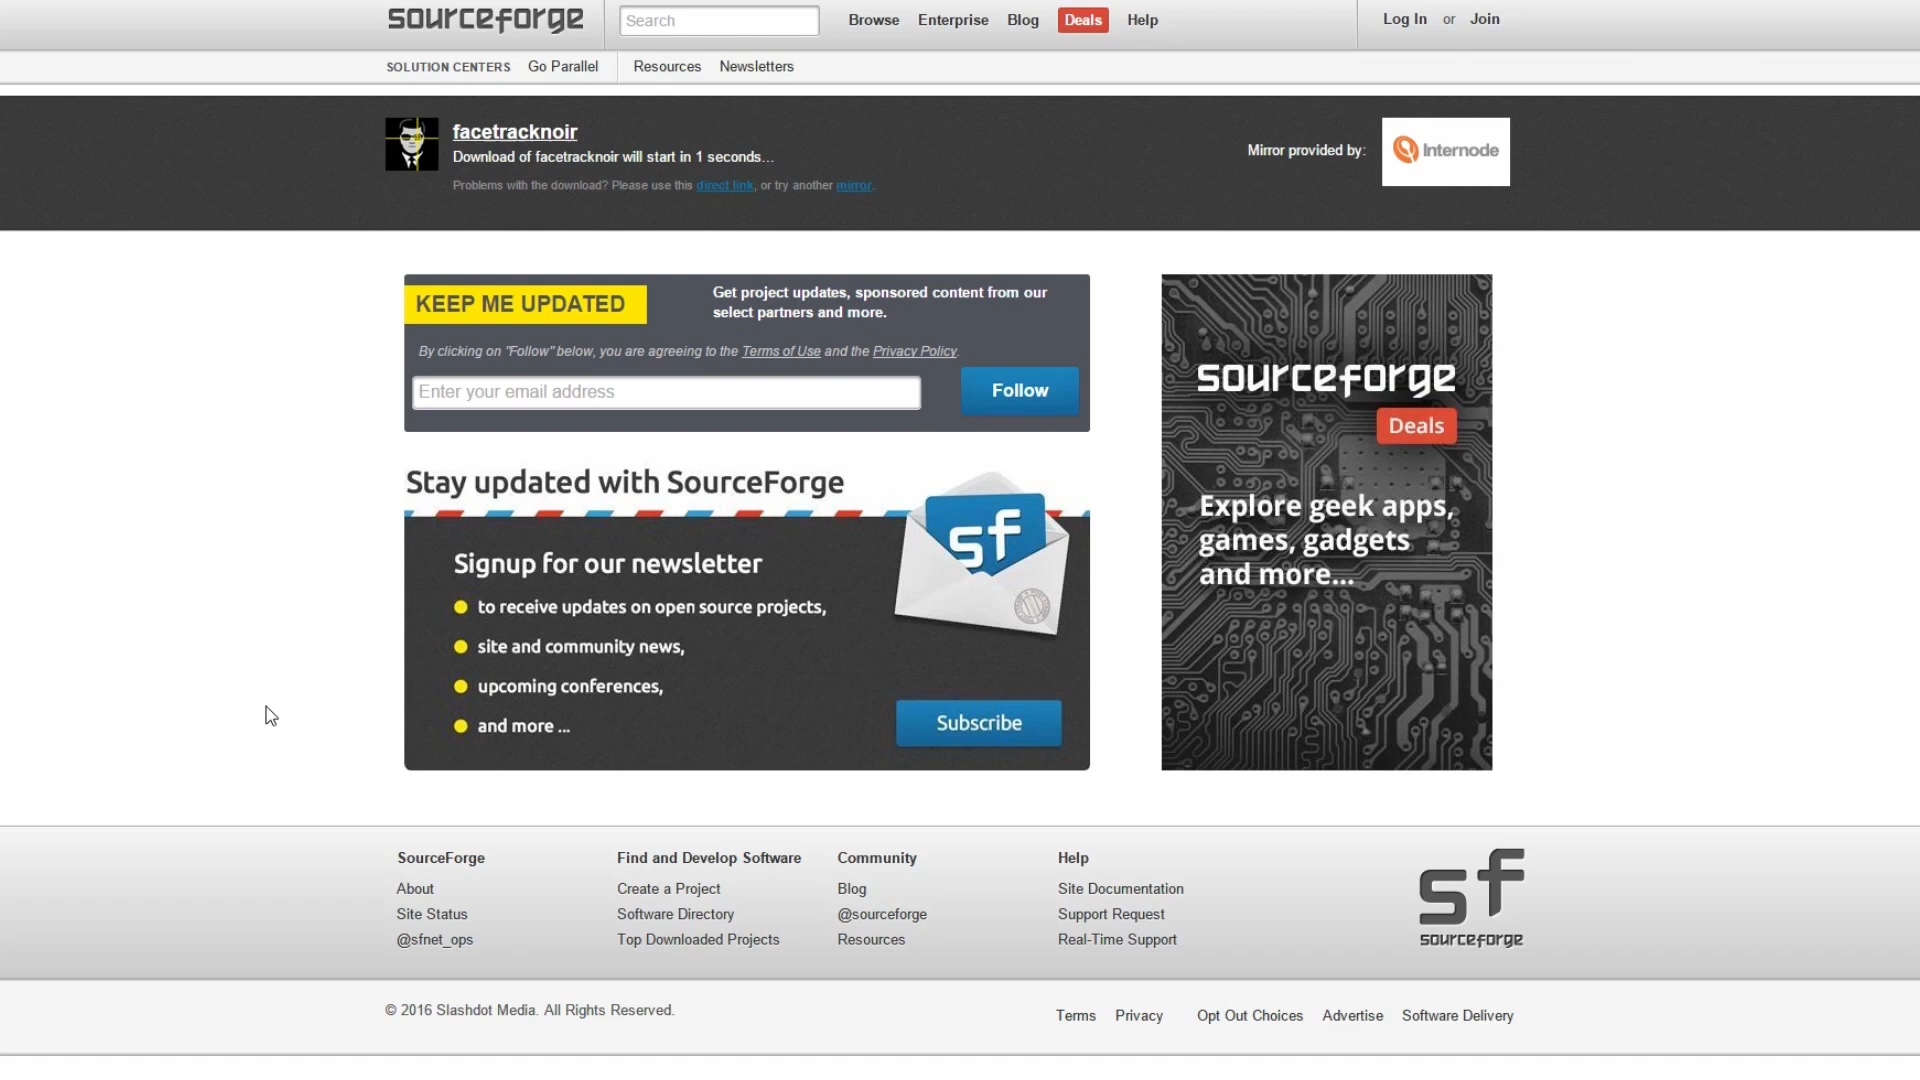 sourceforge
Search
Browse Enterprise Blog Deals Help
Log In or Join
SOLUTION CENTERS Go Parallel Resources Newsletters
facetracknoir
Download of facetracknoir will start in 1 seconds...
Problems with the download? Please use this direct link, or try another mirror.
Mirror provided by:
Internode
KEEP ME UPDATED
Get project updates, sponsored content from our
select partners and more.
By clicking on "Follow" below, you are agreeing to the Terms of Use and the Privacy Policy.
Enter your email address
Follow
Stay updated with SourceForge
Signup for our newsletter
to receive updates on open source projects,
site and community news,
upcoming conferences,
and more ...
sf
Subscribe
sourceforge
Deals
Explore geek apps,
games, gadgets
and more...
SourceForge
About
Site Status
@sfnet_ops
Find and Develop Software
Create a Project
Software Directory
Top Downloaded Projects
Community
Blog
@sourceforge
Resources
Help
Site Documentation
Support Request
Real-Time Support
sf
sourceforge
© 2016 Slashdot Media. All Rights Reserved.
Terms Privacy Opt Out Choices Advertise Software Delivery